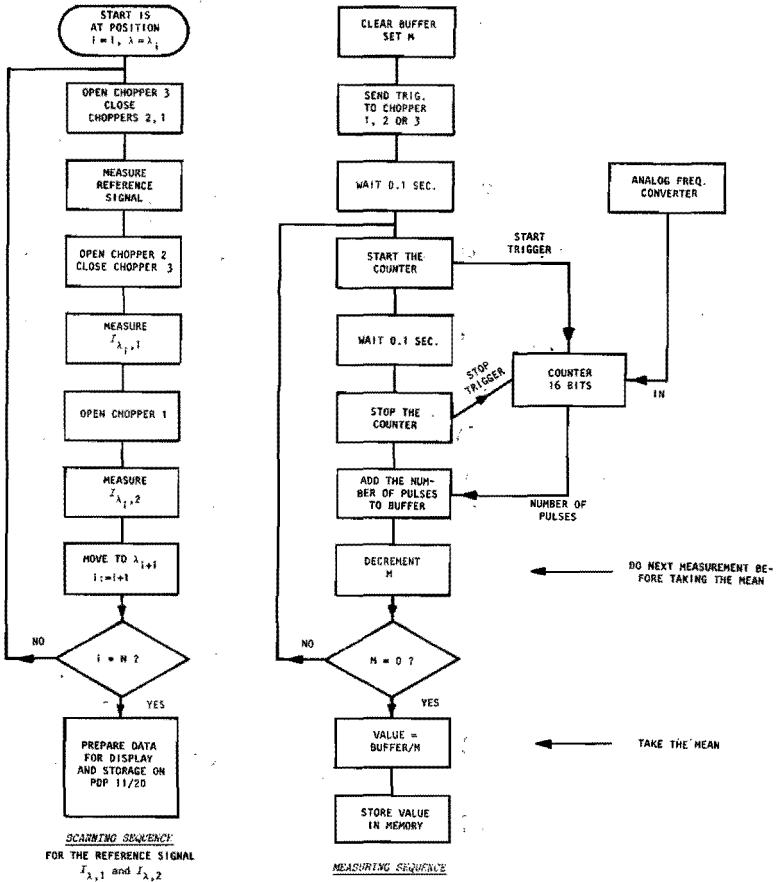 START IS
AT POSITION
i=1, λ=λi
OPEN CHOPPER 3
CLOSE
CHOPPERS 2,1
MEASURE
REFERENCE
SIGNAL
OPEN CHOPPER 2
CLOSE CHOPPER 3
MEASURE
Iλi,1
OPEN CHOPPER 1
MEASURE
Iλi,2
MOVE TO λi+1
i:=i+1
NO
i = N ?
YES
PREPARE DATA
FOR DISPLAY
AND STORAGE ON
PDP 11/20
SCANNING SEQUENCE
FOR THE REFERENCE SIGNAL
Iλ,1 and Iλ,2
CLEAR BUFFER
SET M
SEND TRIG.
TO CHOPPER
1, 2 OR 3
WAIT 0.1 SEC.
START THE
COUNTER
START
TRIGGER
WAIT 0.1 SEC.
STOP
TRIGGER
STOP THE
COUNTER
ADD THE NUM-
BER OF PULSES
TO BUFFER
DECREMENT
M
NO
M = 0 ?
YES
VALUE =
BUFFER/M
STORE VALUE
IN MEMORY
MEASURING SEQUENCE
ANALOG FREQ.
CONVERTER
COUNTER
16 BITS
IN
NUMBER OF
PULSES
DO NEXT MEASUREMENT BE-
FORE TAKING THE MEAN
TAKE THE MEAN